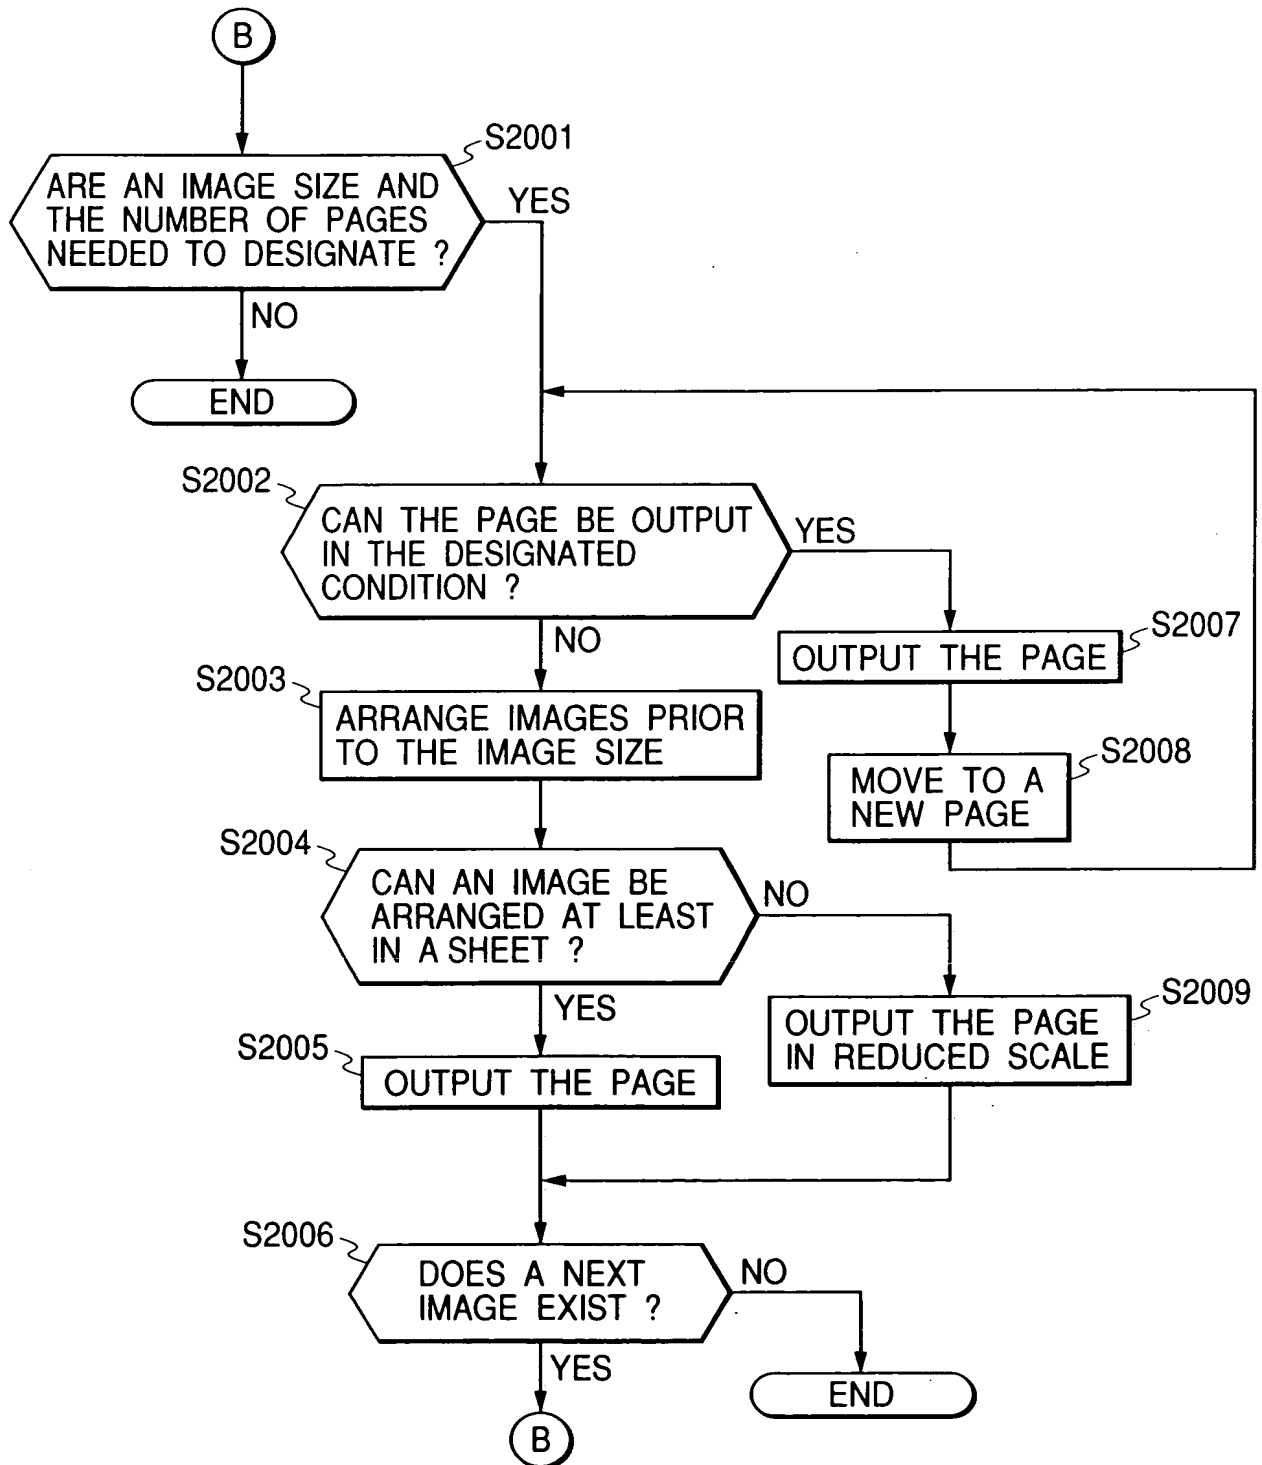 B
S2001
ARE AN IMAGE SIZE AND
THE NUMBER OF PAGES
NEEDED TO DESIGNATE ?
YES
NO
END
S2002
CAN THE PAGE BE OUTPUT
IN THE DESIGNATED
CONDITION ?
YES
NO
S2007
OUTPUT THE PAGE
S2003
ARRANGE IMAGES PRIOR
TO THE IMAGE SIZE
S2008
MOVE TO A
NEW PAGE
S2004
CAN AN IMAGE BE
ARRANGED AT LEAST
IN A SHEET ?
NO
YES
S2009
OUTPUT THE PAGE
IN REDUCED SCALE
S2005
OUTPUT THE PAGE
S2006
DOES A NEXT
IMAGE EXIST ?
NO
YES
END
B